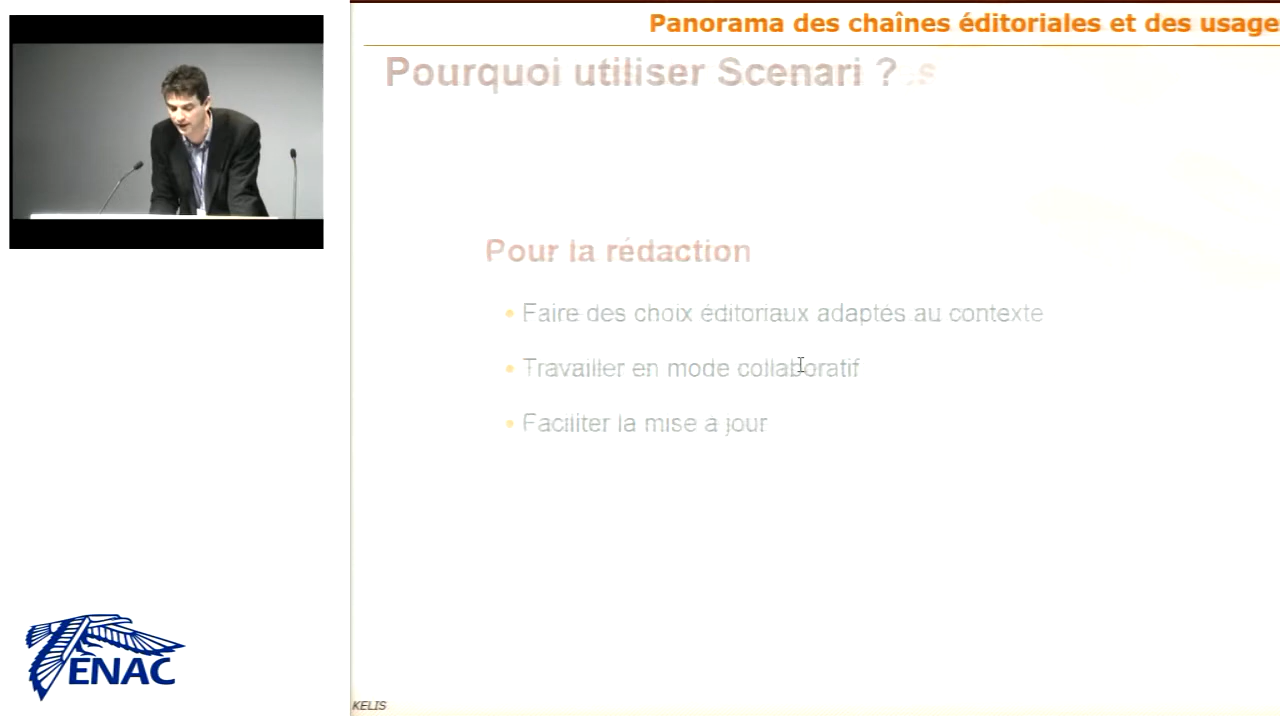 Panorama des chaînes éditoriales et des usage
Pourquoi utiliser Scenari ?
Pour la rédaction
• Faire des choix éditoriaux adaptés au contexte
• Travailler en mode collaboratif
• Faciliter la mise à jour
ENAC
KELIS